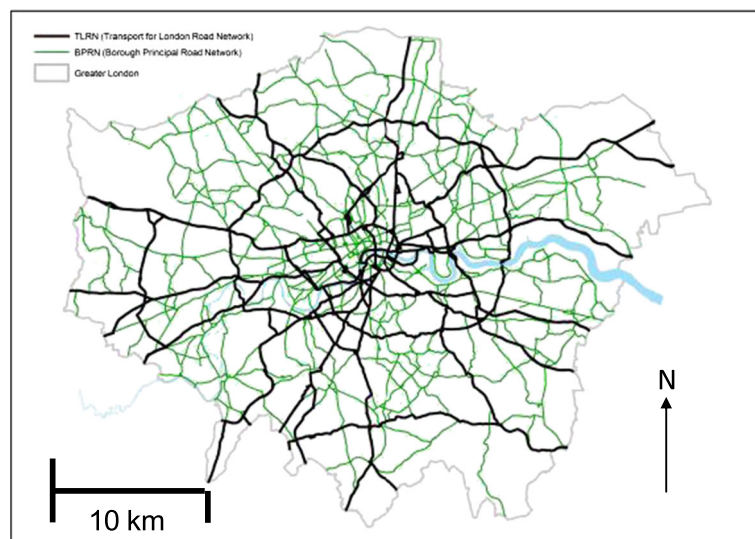 TLRN (Transport for London Road Network)
BPRN (Borough Principal Road Network)
Greater London
N
10 km